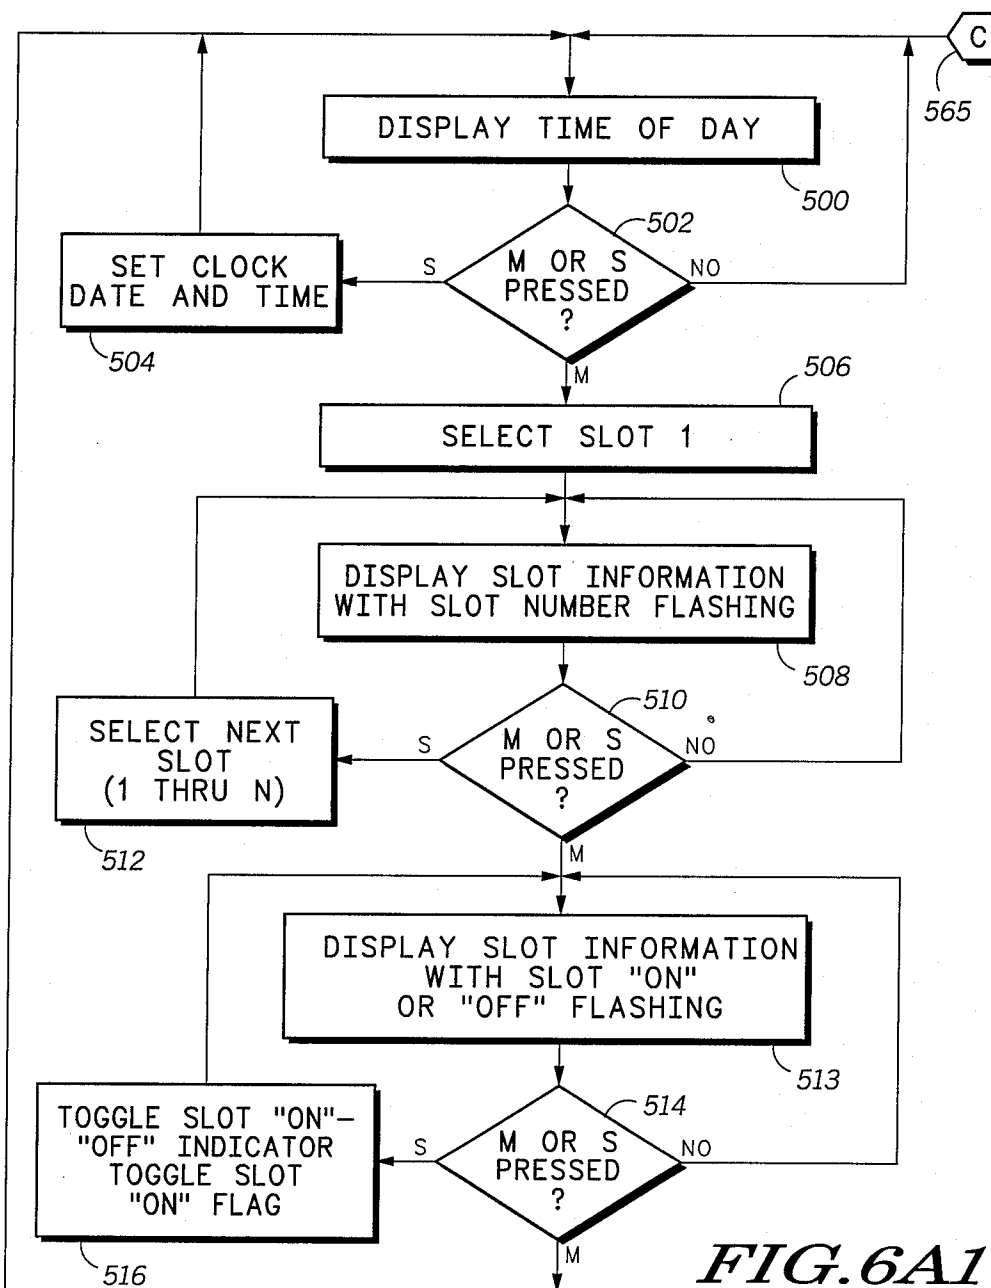 C
565
DISPLAY TIME OF DAY
500
502
M OR S
PRESSED
?
S
NO
M
SET CLOCK
DATE AND TIME
504
506
SELECT SLOT 1
DISPLAY SLOT INFORMATION
WITH SLOT NUMBER FLASHING
508
510
M OR S
PRESSED
?
S
NO
M
SELECT NEXT
SLOT
(1 THRU N)
512
DISPLAY SLOT INFORMATION
WITH SLOT "ON"
OR "OFF" FLASHING
513
514
M OR S
PRESSED
?
S
NO
M
TOGGLE SLOT "ON"–
"OFF" INDICATOR
TOGGLE SLOT
"ON" FLAG
516
FIG.6A1